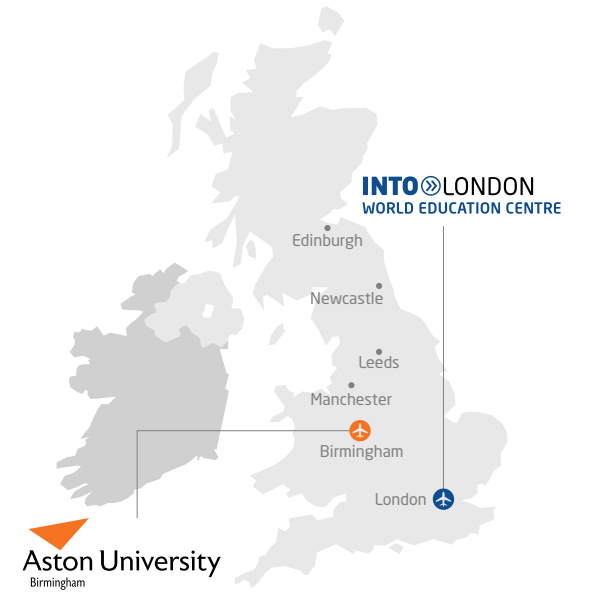 INTO LONDON
WORLD EDUCATION CENTRE
Edinburgh
Newcastle
Leeds
Manchester
Birmingham
London
Aston University
Birmingham